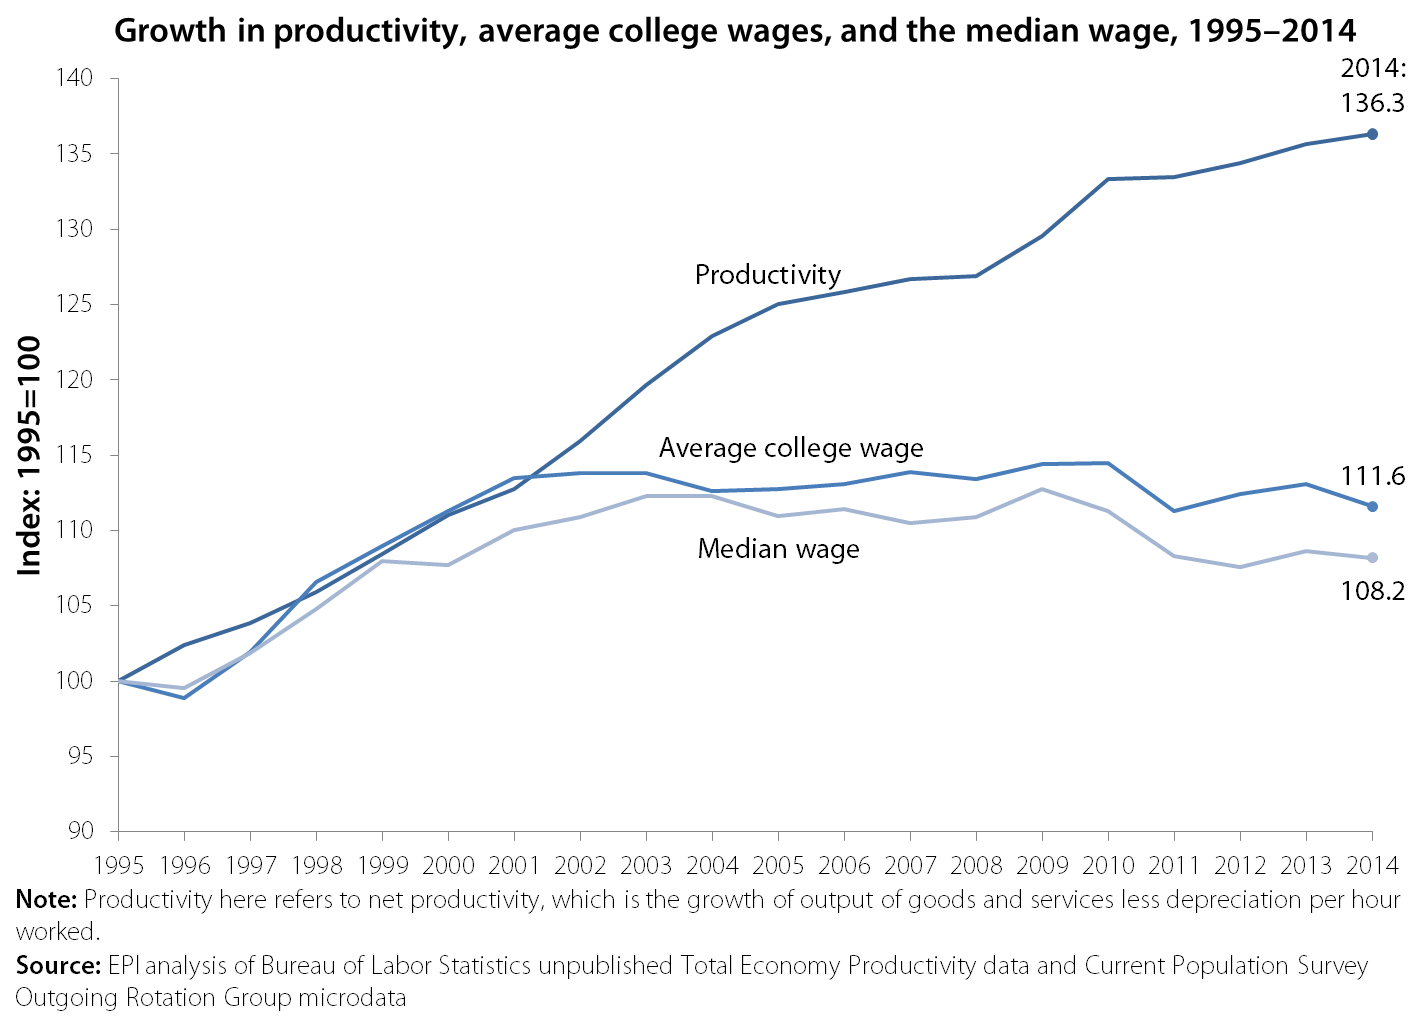 Growth in productivity, average college wages, and the median wage, 1995–2014
2014:
136.3
140
135
130
125
120
115
110
105
100
95
90
Index: 1995=100
Productivity
Average college wage
111.6
Median wage
108.2
1995 1996 1997 1998 1999 2000 2001 2002 2003 2004 2005 2006 2007 2008 2009 2010 2011 2012 2013 2014
Note: Productivity here refers to net productivity, which is the growth of output of goods and services less depreciation per hour
worked.
Source: EPI analysis of Bureau of Labor Statistics unpublished Total Economy Productivity data and Current Population Survey
Outgoing Rotation Group microdata